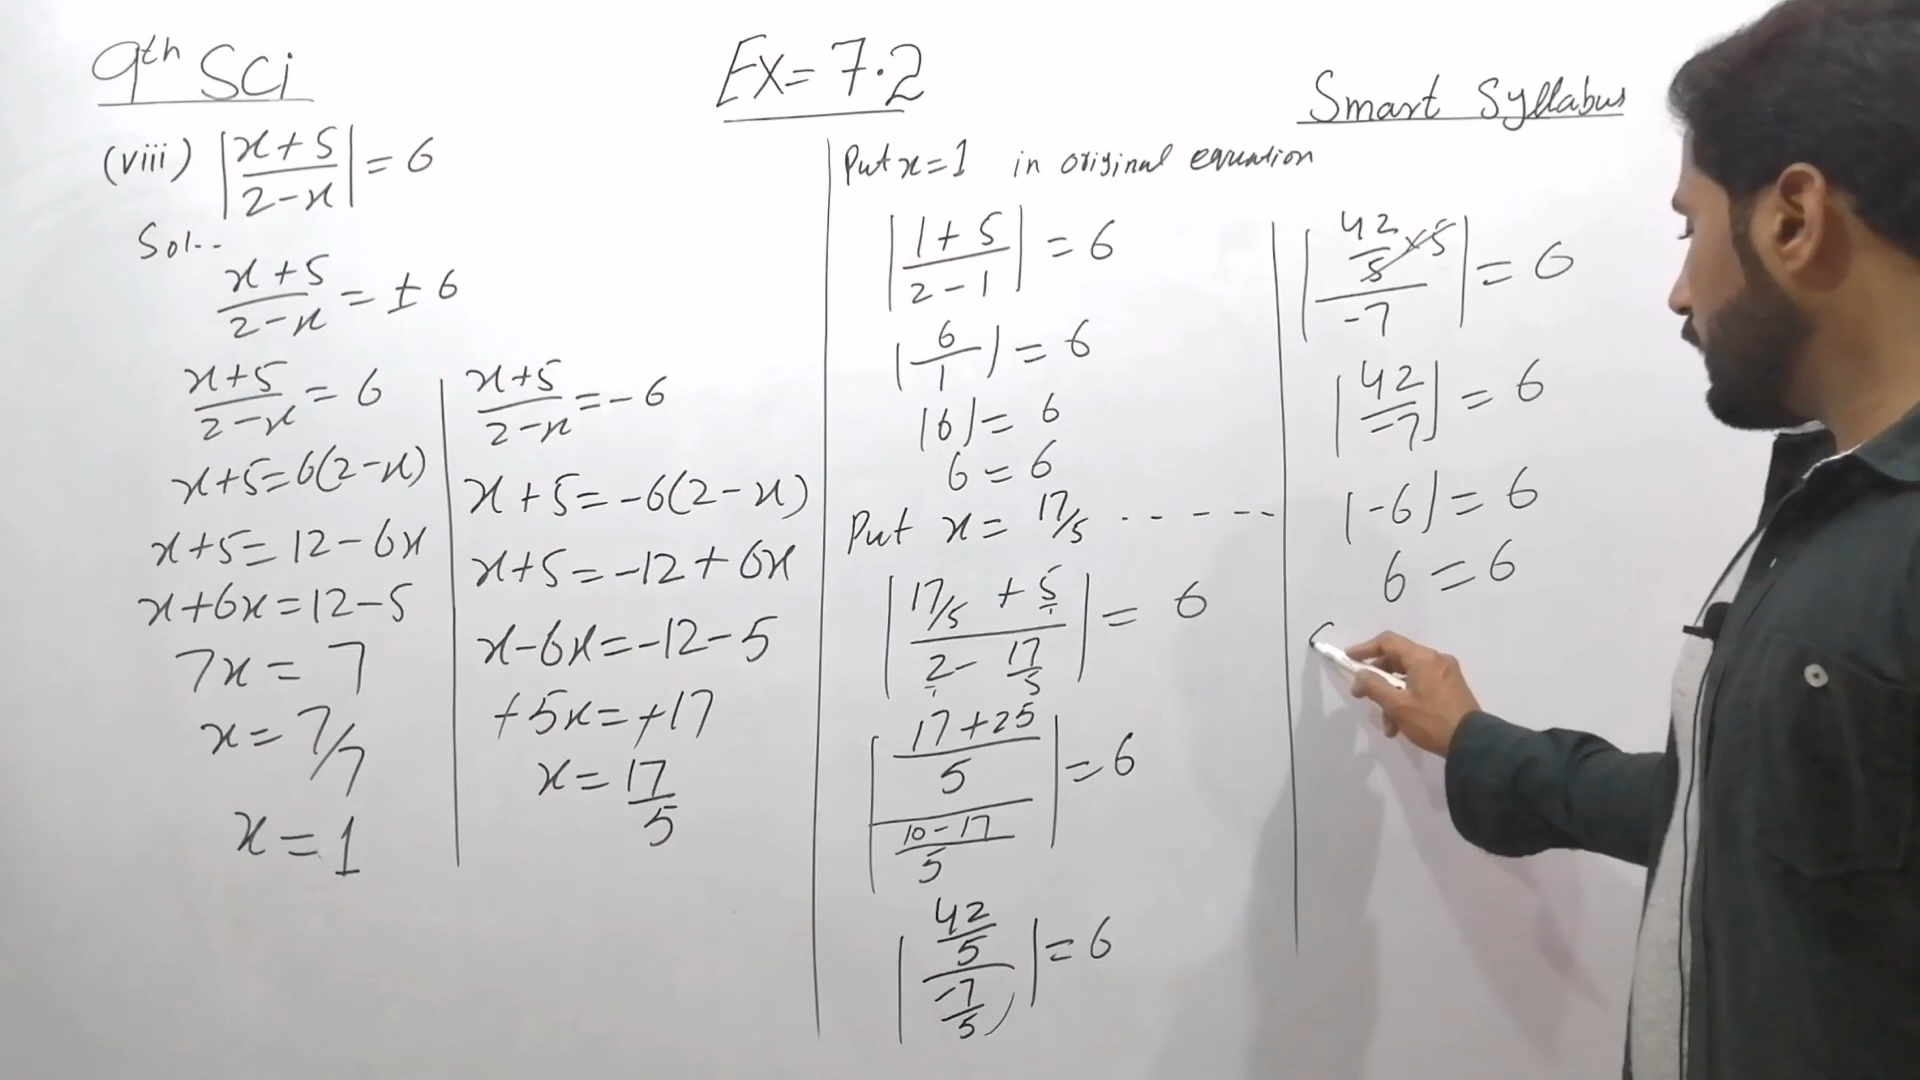 9th Sci
Ex = 7.2
Smart Syllabus
(viii) |x+5 / 2-x| = 6
Sol..
x+5 / 2-x = ± 6
x+5 / 2-x = 6
x+5=6(2-x)
x+5=12-6x
x+6x=12-5
7x = 7
x = 7/7
x = 1
x+5 / 2-x = -6
x+5=-6(2-x)
x+5=-12+6x
x-6x=-12-5
+5x=+17
x = 17/5
Put x=1 in original equation
|1+5 / 2-1| = 6
|6/1| = 6
|6| = 6
6 = 6
Put x = 17/5 - - - - -
|17/5 + 5 / 2 - 17/5| = 6
|17+25 / 5 / 10-17 / 5| = 6
|42/5 / -7/5| = 6
|42/5 × 5 / -7| = 6
|42 / -7| = 6
|-6| = 6
6 = 6